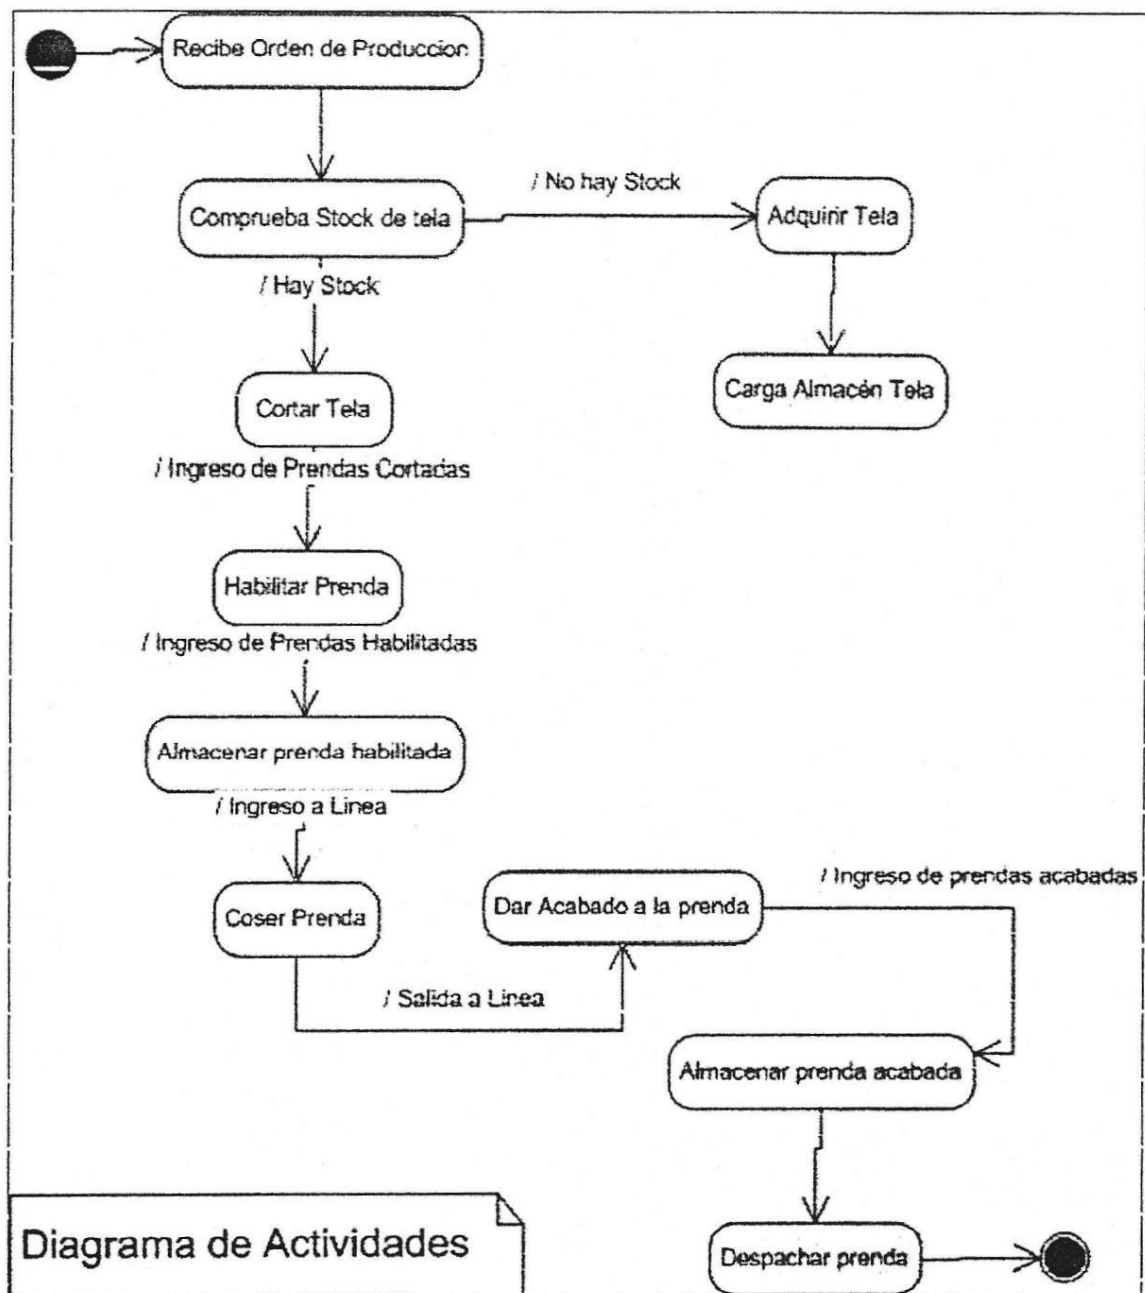 Recibe Orden de Produccion
/ No hay Stock
Comprueba Stock de tela
Adquirir Tela
/ Hay Stock
Carga Almacén Tela
Cortar Tela
/ Ingreso de Prendas Cortadas
Habilitar Prenda
/ Ingreso de Prendas Habilitadas
Almacenar prenda habilitada
/ Ingreso a Linea
/ Ingreso de prendas acabadas
Dar Acabado a la prenda
Coser Prenda
/ Salida a Linea
Almacenar prenda acabada
Diagrama de Actividades
Despachar prenda